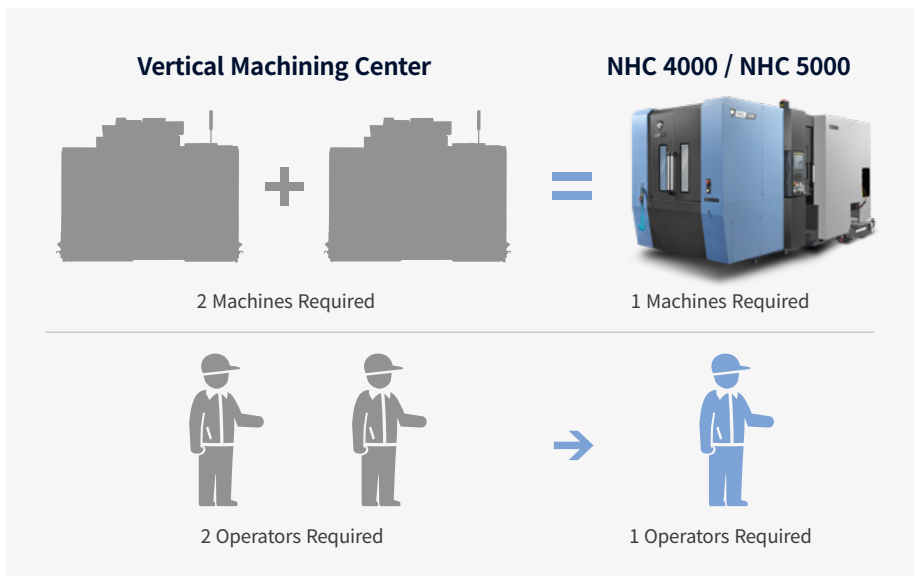 Vertical Machining Center
NHC 4000 / NHC 5000
2 Machines Required
1 Machines Required
2 Operators Required
1 Operators Required